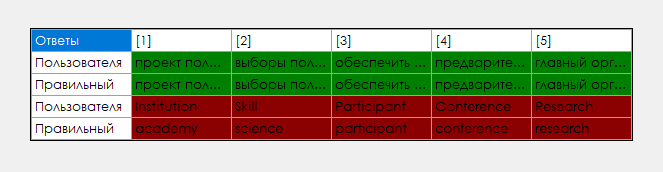 Ответы [1] [2] [3] [4] [5]
Пользователя проект пол... выборы пол... обеспечить ... предварите... главный орг...
Правильный проект пол... выборы пол... обеспечить ... предварите... главный орг...
Пользователя Institution Skill Participant Conference Research
Правильный academy science participant conference research